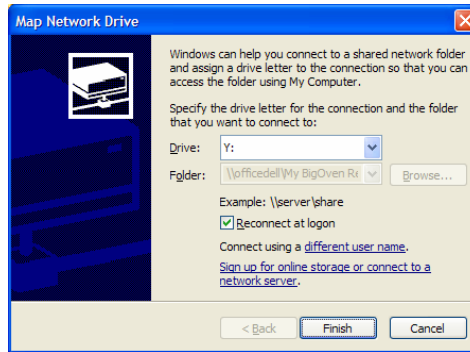 Map Network Drive
Windows can help you connect to a shared network folder
and assign a drive letter to the connection so that you can
access the folder using My Computer.
Specify the drive letter for the connection and the folder
that you want to connect to:
Drive: Y:
Folder: \\officedell\My BigOven Re Browse...
Example: \\server\share
Reconnect at logon
Connect using a different user name.
Sign up for online storage or connect to a
network server.
< Back Finish Cancel